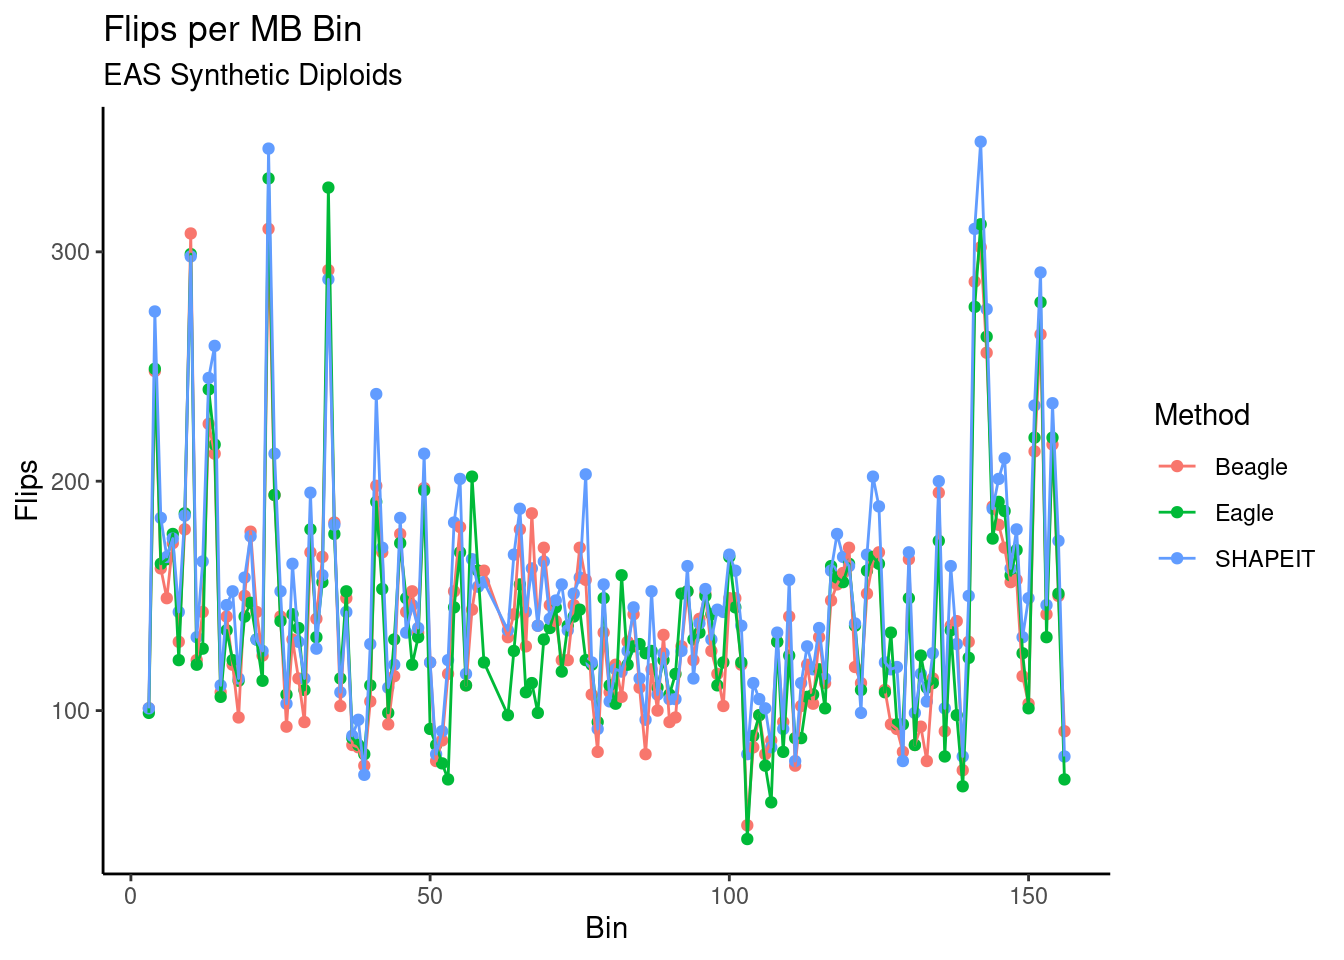 Flips per MB Bin
EAS Synthetic Diploids
Flips
300
200
100
0
50
100
150
Bin
Method
Beagle
Eagle
SHAPEIT